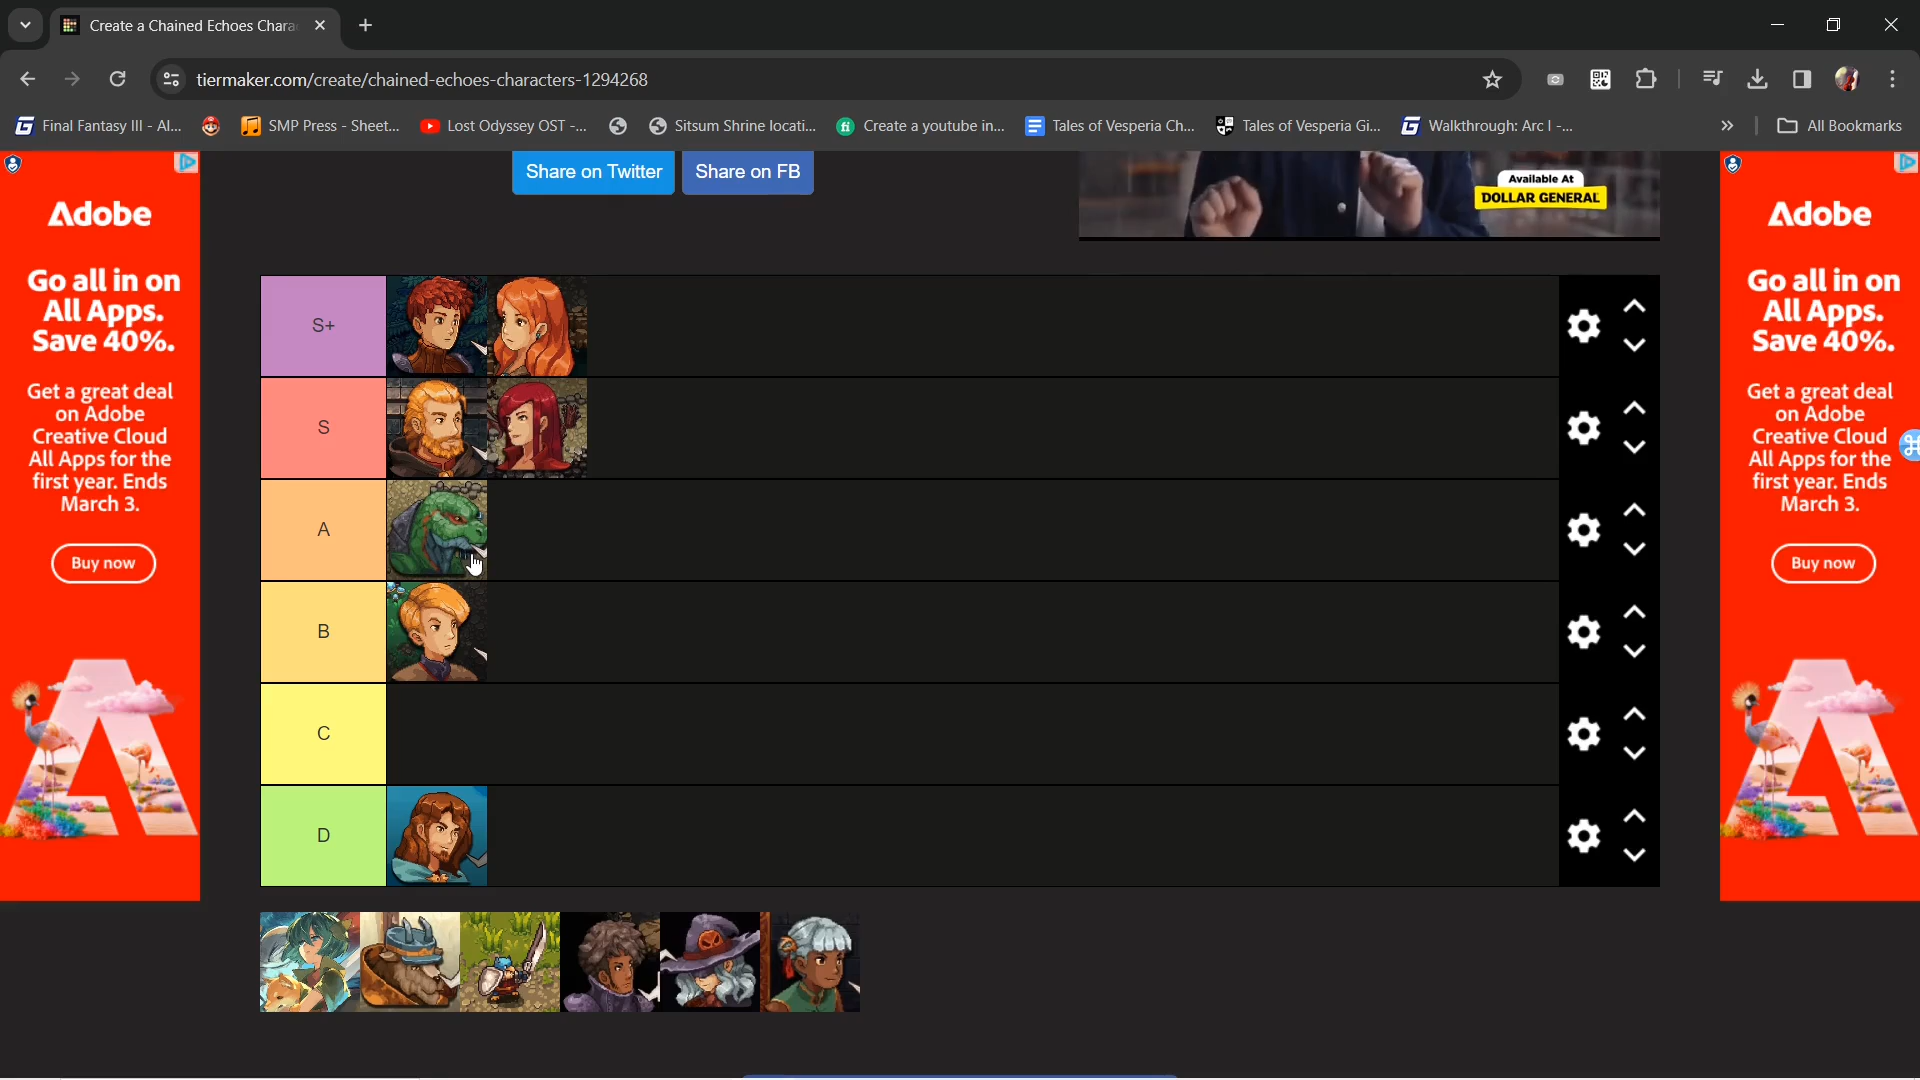 Create a Chained Echoes Chara
tiermaker.com/create/chained-echoes-characters-1294268
Final Fantasy III - Al...
SMP Press - Sheet...
Lost Odyssey OST -...
Sitsum Shrine locati...
Create a youtube in...
Tales of Vesperia Ch...
Tales of Vesperia Gi...
Walkthrough: Arc I -...
All Bookmarks
Share on Twitter
Share on FB
Available At
DOLLAR GENERAL
Adobe
Go all in on
All Apps.
Save 40%.
Get a great deal
on Adobe
Creative Cloud
All Apps for the
first year. Ends
March 3.
Buy now
S+
S
A
B
C
D
Adobe
Go all in on
All Apps.
Save 40%.
Get a great deal
on Adobe
Creative Cloud
All Apps for the
first year. Ends
March 3.
Buy now